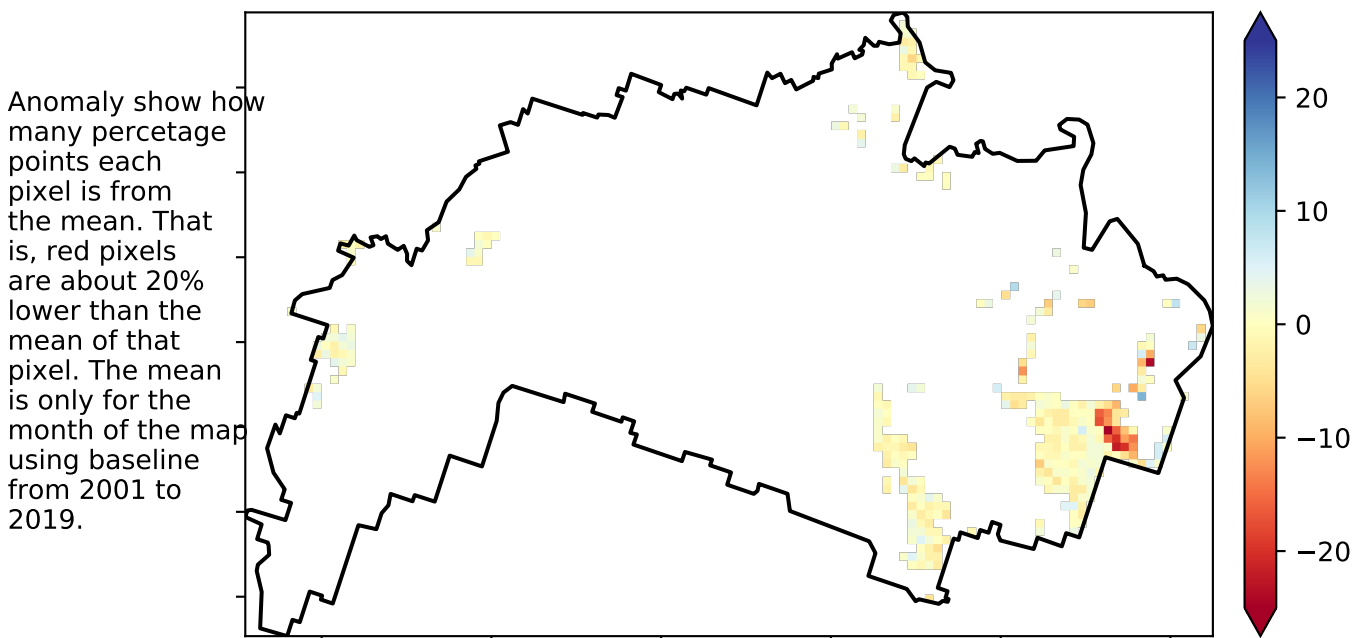 Anomaly show how
many percetage
points each
pixel is from
the mean. That
is, red pixels
are about 20%
lower than the
mean of that
pixel. The mean
is only for the
month of the map
using baseline
from 2001 to
2019.
20
10
0
−10
−20